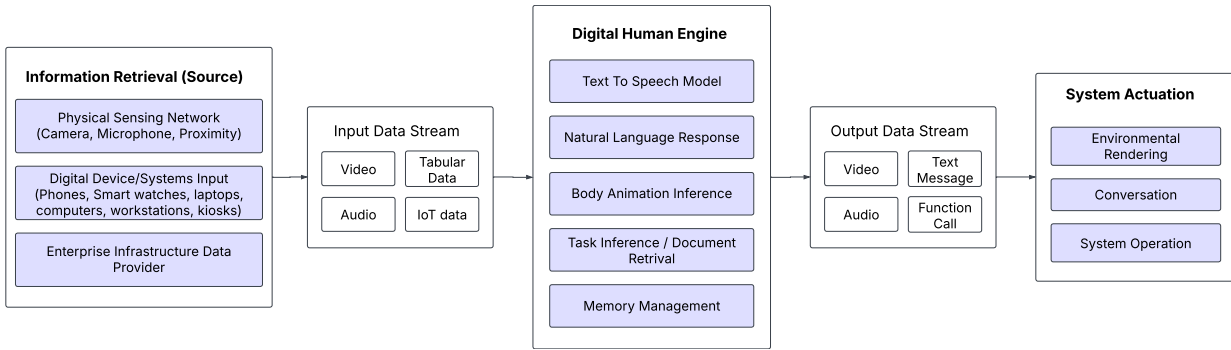 Information Retrieval (Source)
Physical Sensing Network
(Camera, Microphone, Proximity)
Digital Device/Systems Input
(Phones, Smart watches, laptops,
computers, workstations, kiosks)
Enterprise Infrastructure Data
Provider
Input Data Stream
Video
Tabular
Data
Audio
IoT data
Digital Human Engine
Text To Speech Model
Natural Language Response
Body Animation Inference
Task Inference / Document
Retrival
Memory Management
Output Data Stream
Video
Text
Message
Audio
Function
Call
System Actuation
Environmental
Rendering
Conversation
System Operation